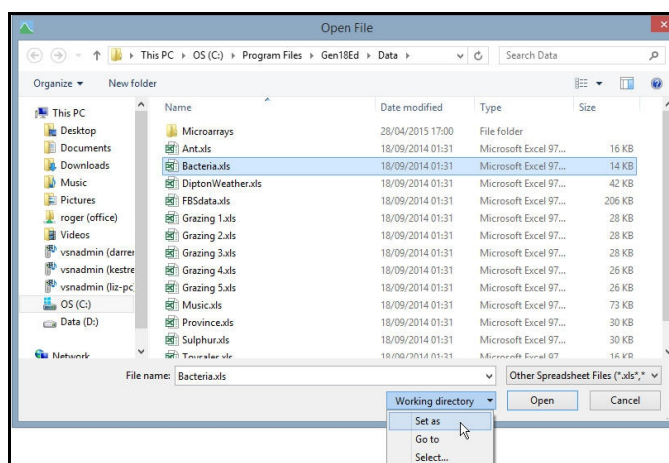 Open File
This PC OS (C:) Program Files Gen18Ed Data
Search Data
Organize New folder
Name Date modified Type Size
This PC
Desktop
Documents
Downloads
Music
Pictures
roger (office)
Videos
vsnadmin (darrer
vsnadmin (kestre
vsnadmin (liz-pc
OS (C:)
Data (D:)
Network
Microarrays 28/04/2015 17:00 File folder
Ant.xls 18/09/2014 01:31 Microsoft Excel 97... 16 KB
Bacteria.xls 18/09/2014 01:31 Microsoft Excel 97... 14 KB
DiptonWeather.xls 18/09/2014 01:31 Microsoft Excel 97... 42 KB
FBSdata.xls 18/09/2014 01:31 Microsoft Excel 97... 206 KB
Grazing 1.xls 18/09/2014 01:31 Microsoft Excel 97... 28 KB
Grazing 2.xls 18/09/2014 01:31 Microsoft Excel 97... 28 KB
Grazing 3.xls 18/09/2014 01:31 Microsoft Excel 97... 28 KB
Grazing 4.xls 18/09/2014 01:31 Microsoft Excel 97... 26 KB
Grazing 5.xls 18/09/2014 01:31 Microsoft Excel 97... 26 KB
Music.xls 18/09/2014 01:31 Microsoft Excel 97... 73 KB
Province.xls 18/09/2014 01:31 Microsoft Excel 97... 30 KB
Sulphur.xls 18/09/2014 01:31 Microsoft Excel 97... 30 KB
18/09/2014 01:31 Microsoft Excel 97 16 KB
File name: Bacteria.xls Other Spreadsheet Files (*.xls*,*
Working directory Open Cancel
Set as
Go to
Select...